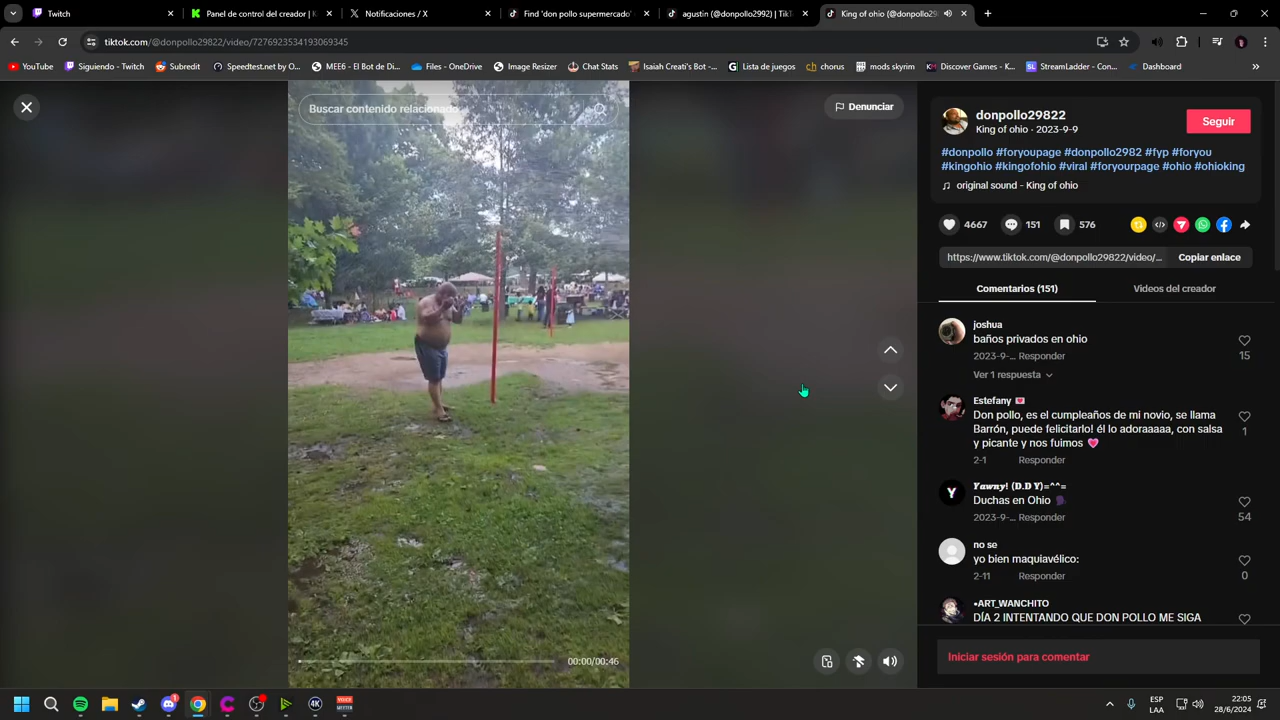 Twitch
Panel de control del creador | K
Notificaciones / X
Find 'don pollo supermercado'
agustin (@donpollo2992) | TikT
King of ohio (@donpollo29822
tiktok.com/@donpollo29822/video/7276923534193069345
YouTube
Siguiendo - Twitch
Subredit
Speedtest.net by O...
MEE6 - El Bot de Di...
Files - OneDrive
Image Resizer
Chat Stats
Isaiah Creati's Bot -...
Lista de juegos
chorus
mods skyrim
Discover Games - K...
StreamLadder - Con...
Dashboard
Buscar contenido relacionado
Denunciar
donpollo29822
King of ohio · 2023-9-9
Seguir
#donpollo #foryoupage #donpollo2982 #fyp #foryou
#kingohio #kingofohio #viral #foryourpage #ohio #ohioking
original sound - King of ohio
4667
151
576
https://www.tiktok.com/@donpollo29822/video/...
Copiar enlace
Comentarios (151)
Videos del creador
joshua
baños privados en ohio
2023-9-... Responder
15
Ver 1 respuesta
Estefany
Don pollo, es el cumpleaños de mi novio, se llama
Barrón, puede felicitarlo! él lo adoraaaaa, con salsa
y picante y nos fuimos
1
2-1 Responder
Yawny! (D.D Y)=^^=
Duchas en Ohio
2023-9-... Responder
54
no se
yo bien maquiavélico:
2-11 Responder
0
•ART_WANCHITO
DÍA 2 INTENTANDO QUE DON POLLO ME SIGA
00:00/00:46
Iniciar sesión para comentar
1
4K
ESP
LAA
22:05
28/6/2024